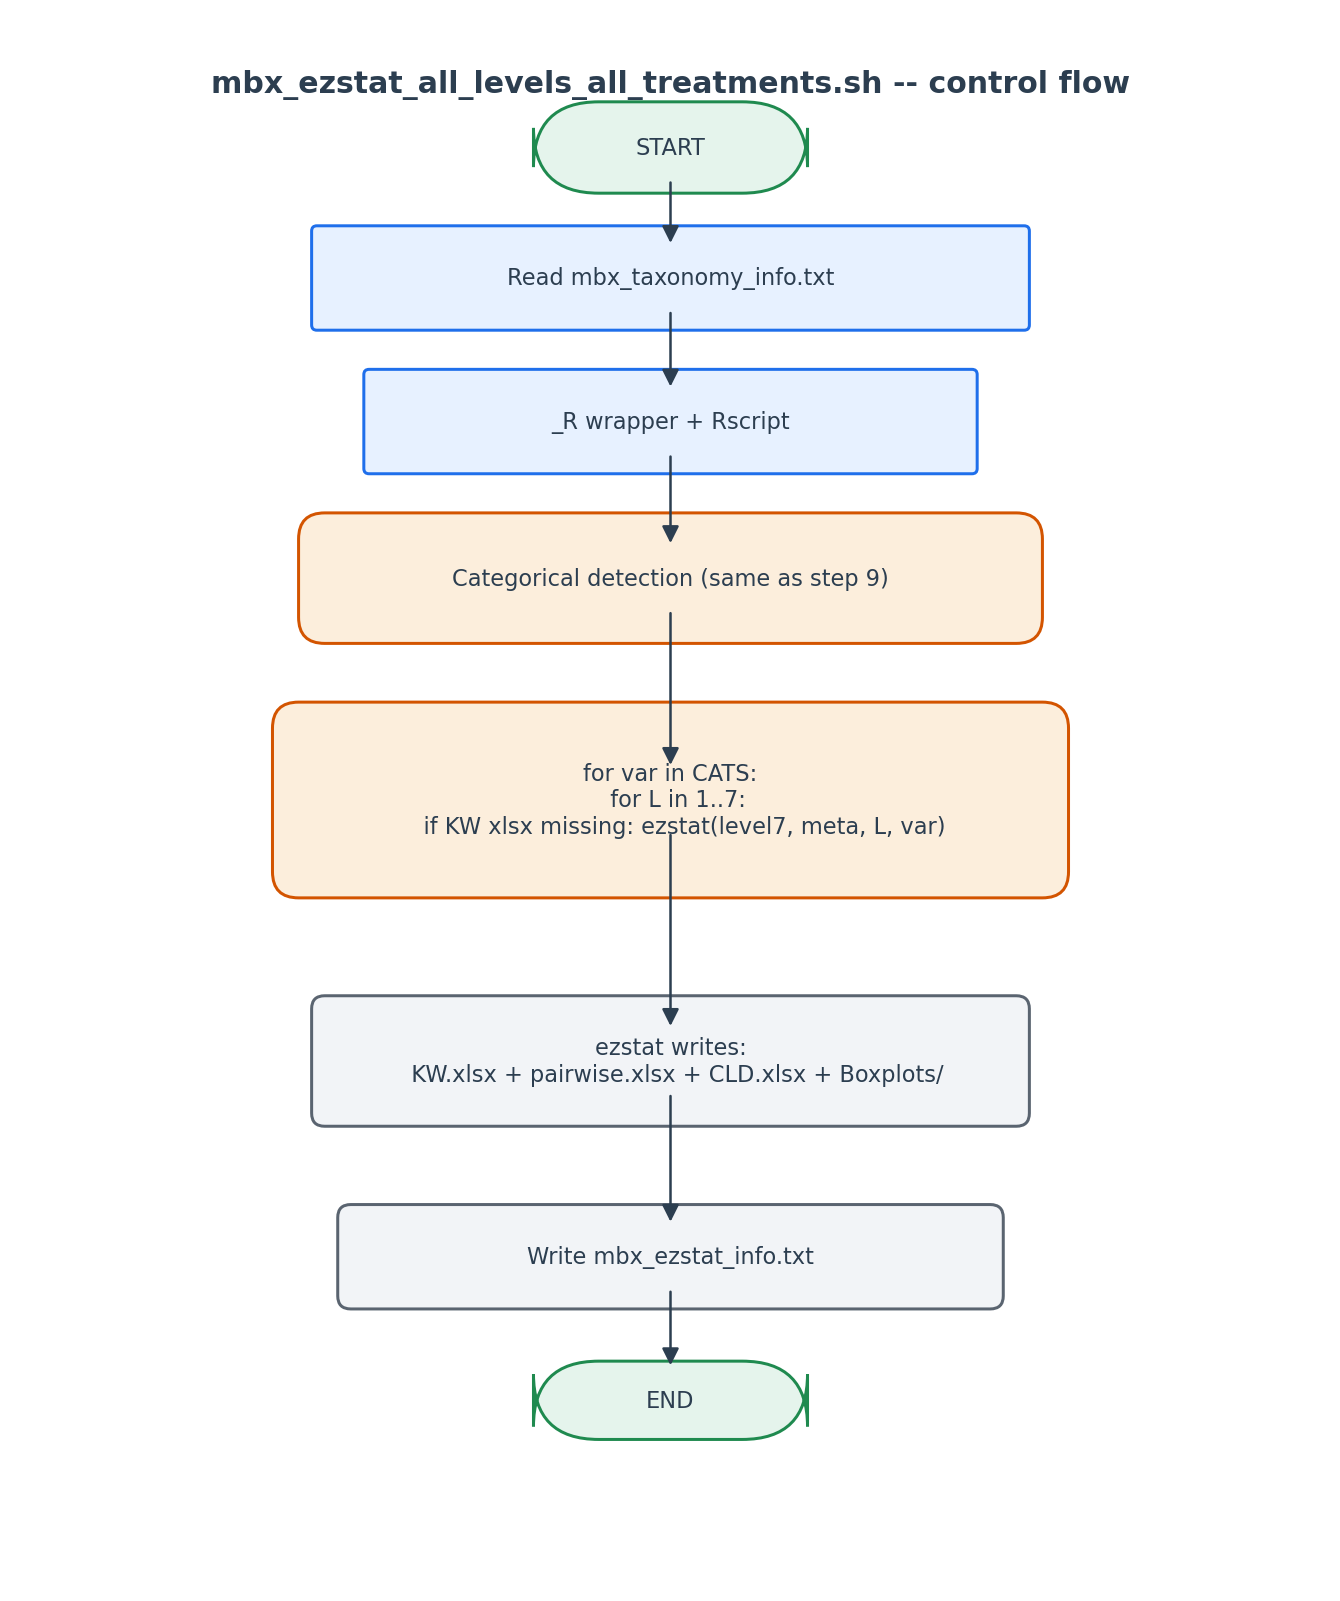 mbx_ezstat_all_levels_all_treatments.sh -- control flow
START
Read mbx_taxonomy_info.txt
_R wrapper + Rscript
Categorical detection (same as step 9)
for var in CATS:
for L in 1..7:
if KW xlsx missing: ezstat(level7, meta, L, var)
ezstat writes:
KW.xlsx + pairwise.xlsx + CLD.xlsx + Boxplots/
Write mbx_ezstat_info.txt
END